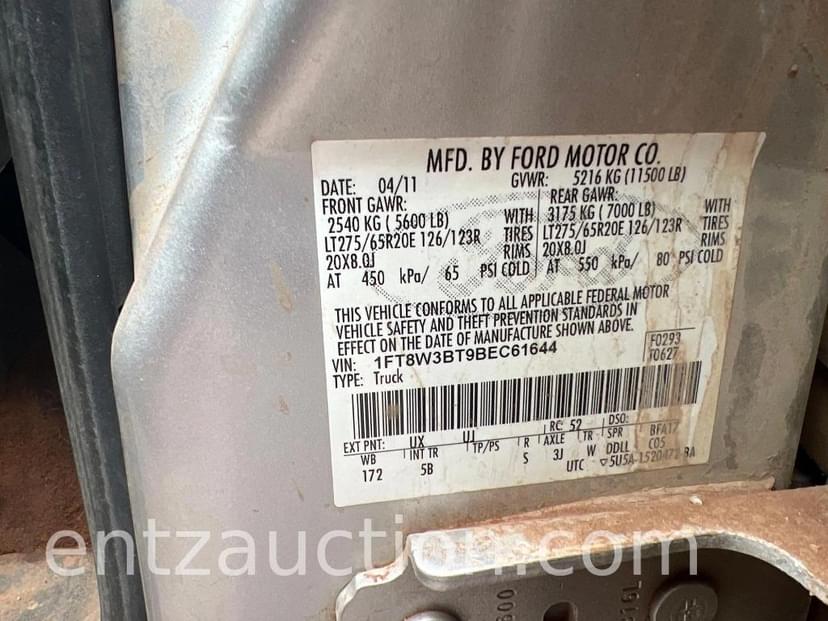 MFD. BY FORD MOTOR CO.
DATE: 04/11 GVWR: 5216 KG (11500 LB)
FRONT GAWR: REAR GAWR:
2540 KG ( 5600 LB) WITH 3175 KG ( 7000 LB) WITH
LT275/65R20E 126/123R TIRES LT275/65R20E 126/123R TIRES
20X8.0J RIMS 20X8.0J RIMS
AT 450 kPa/ 65 PSI COLD AT 550 kPa/ 80 PSI COLD
THIS VEHICLE CONFORMS TO ALL APPLICABLE FEDERAL MOTOR
VEHICLE SAFETY AND THEFT PREVENTION STANDARDS IN
EFFECT ON THE DATE OF MANUFACTURE SHOWN ABOVE.
VIN: 1FT8W3BT9BEC61644 F0293
TYPE: Truck T0627
EXT PNT: UX UJ RC: 52 DSO:
WB INT TR TP/PS R AXLE TR SPR BFA17
172 5B S 3J W DDLL C05
UTC ▽5U5A-1520472-BA
entzauction.com